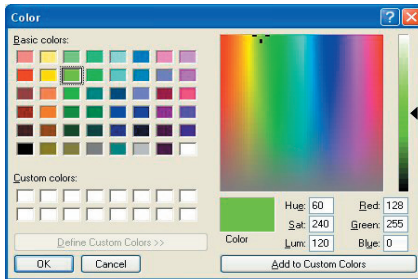 Color
Basic colors:
Custom colors:
Define Custom Colors >>
OK Cancel
Color
Hue: 60 Red: 128
Sat: 240 Green: 255
Lum: 120 Blue: 0
Add to Custom Colors